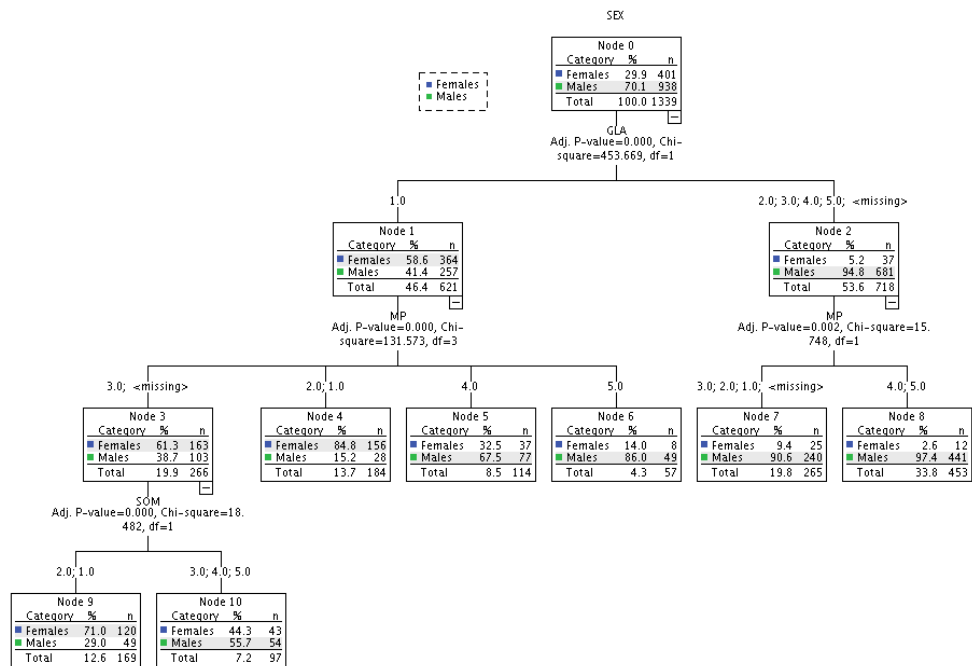 SEX
Node 0
Category % n
Females 29.9 401
Males 70.1 938
Total 100.0 1339
Females
Males
GLA
Adj. P-value=0.000, Chi-
square=453.669, df=1
1.0
2.0; 3.0; 4.0; 5.0; <missing>
Node 1
Category % n
Females 58.6 364
Males 41.4 257
Total 46.4 621
Node 2
Category % n
Females 5.2 37
Males 94.8 681
Total 53.6 718
MP
Adj. P-value=0.000, Chi-
square=131.573, df=3
MP
Adj. P-value=0.002, Chi-square=15.
748, df=1
3.0; <missing>
2.0; 1.0
4.0
5.0
3.0; 2.0; 1.0; <missing>
4.0; 5.0
Node 3
Category % n
Females 61.3 163
Males 38.7 103
Total 19.9 266
Node 4
Category % n
Females 84.8 156
Males 15.2 28
Total 13.7 184
Node 5
Category % n
Females 32.5 37
Males 67.5 77
Total 8.5 114
Node 6
Category % n
Females 14.0 8
Males 86.0 49
Total 4.3 57
Node 7
Category % n
Females 9.4 25
Males 90.6 240
Total 19.8 265
Node 8
Category % n
Females 2.6 12
Males 97.4 441
Total 33.8 453
SOM
Adj. P-value=0.000, Chi-square=18.
482, df=1
2.0; 1.0
3.0; 4.0; 5.0
Node 9
Category % n
Females 71.0 120
Males 29.0 49
Total 12.6 169
Node 10
Category % n
Females 44.3 43
Males 55.7 54
Total 7.2 97